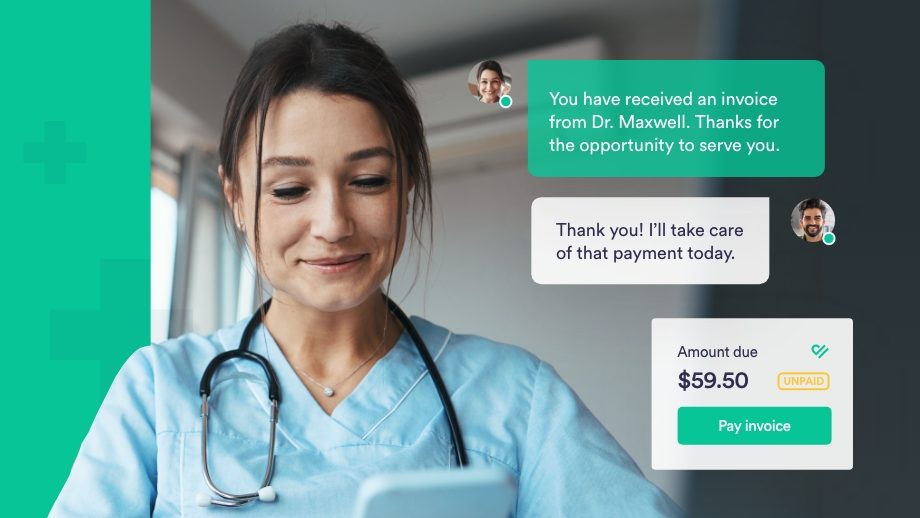 You have received an invoice
from Dr. Maxwell. Thanks for
the opportunity to serve you.
Thank you! I’ll take care
of that payment today.
Amount due
$59.50
UNPAID
Pay invoice